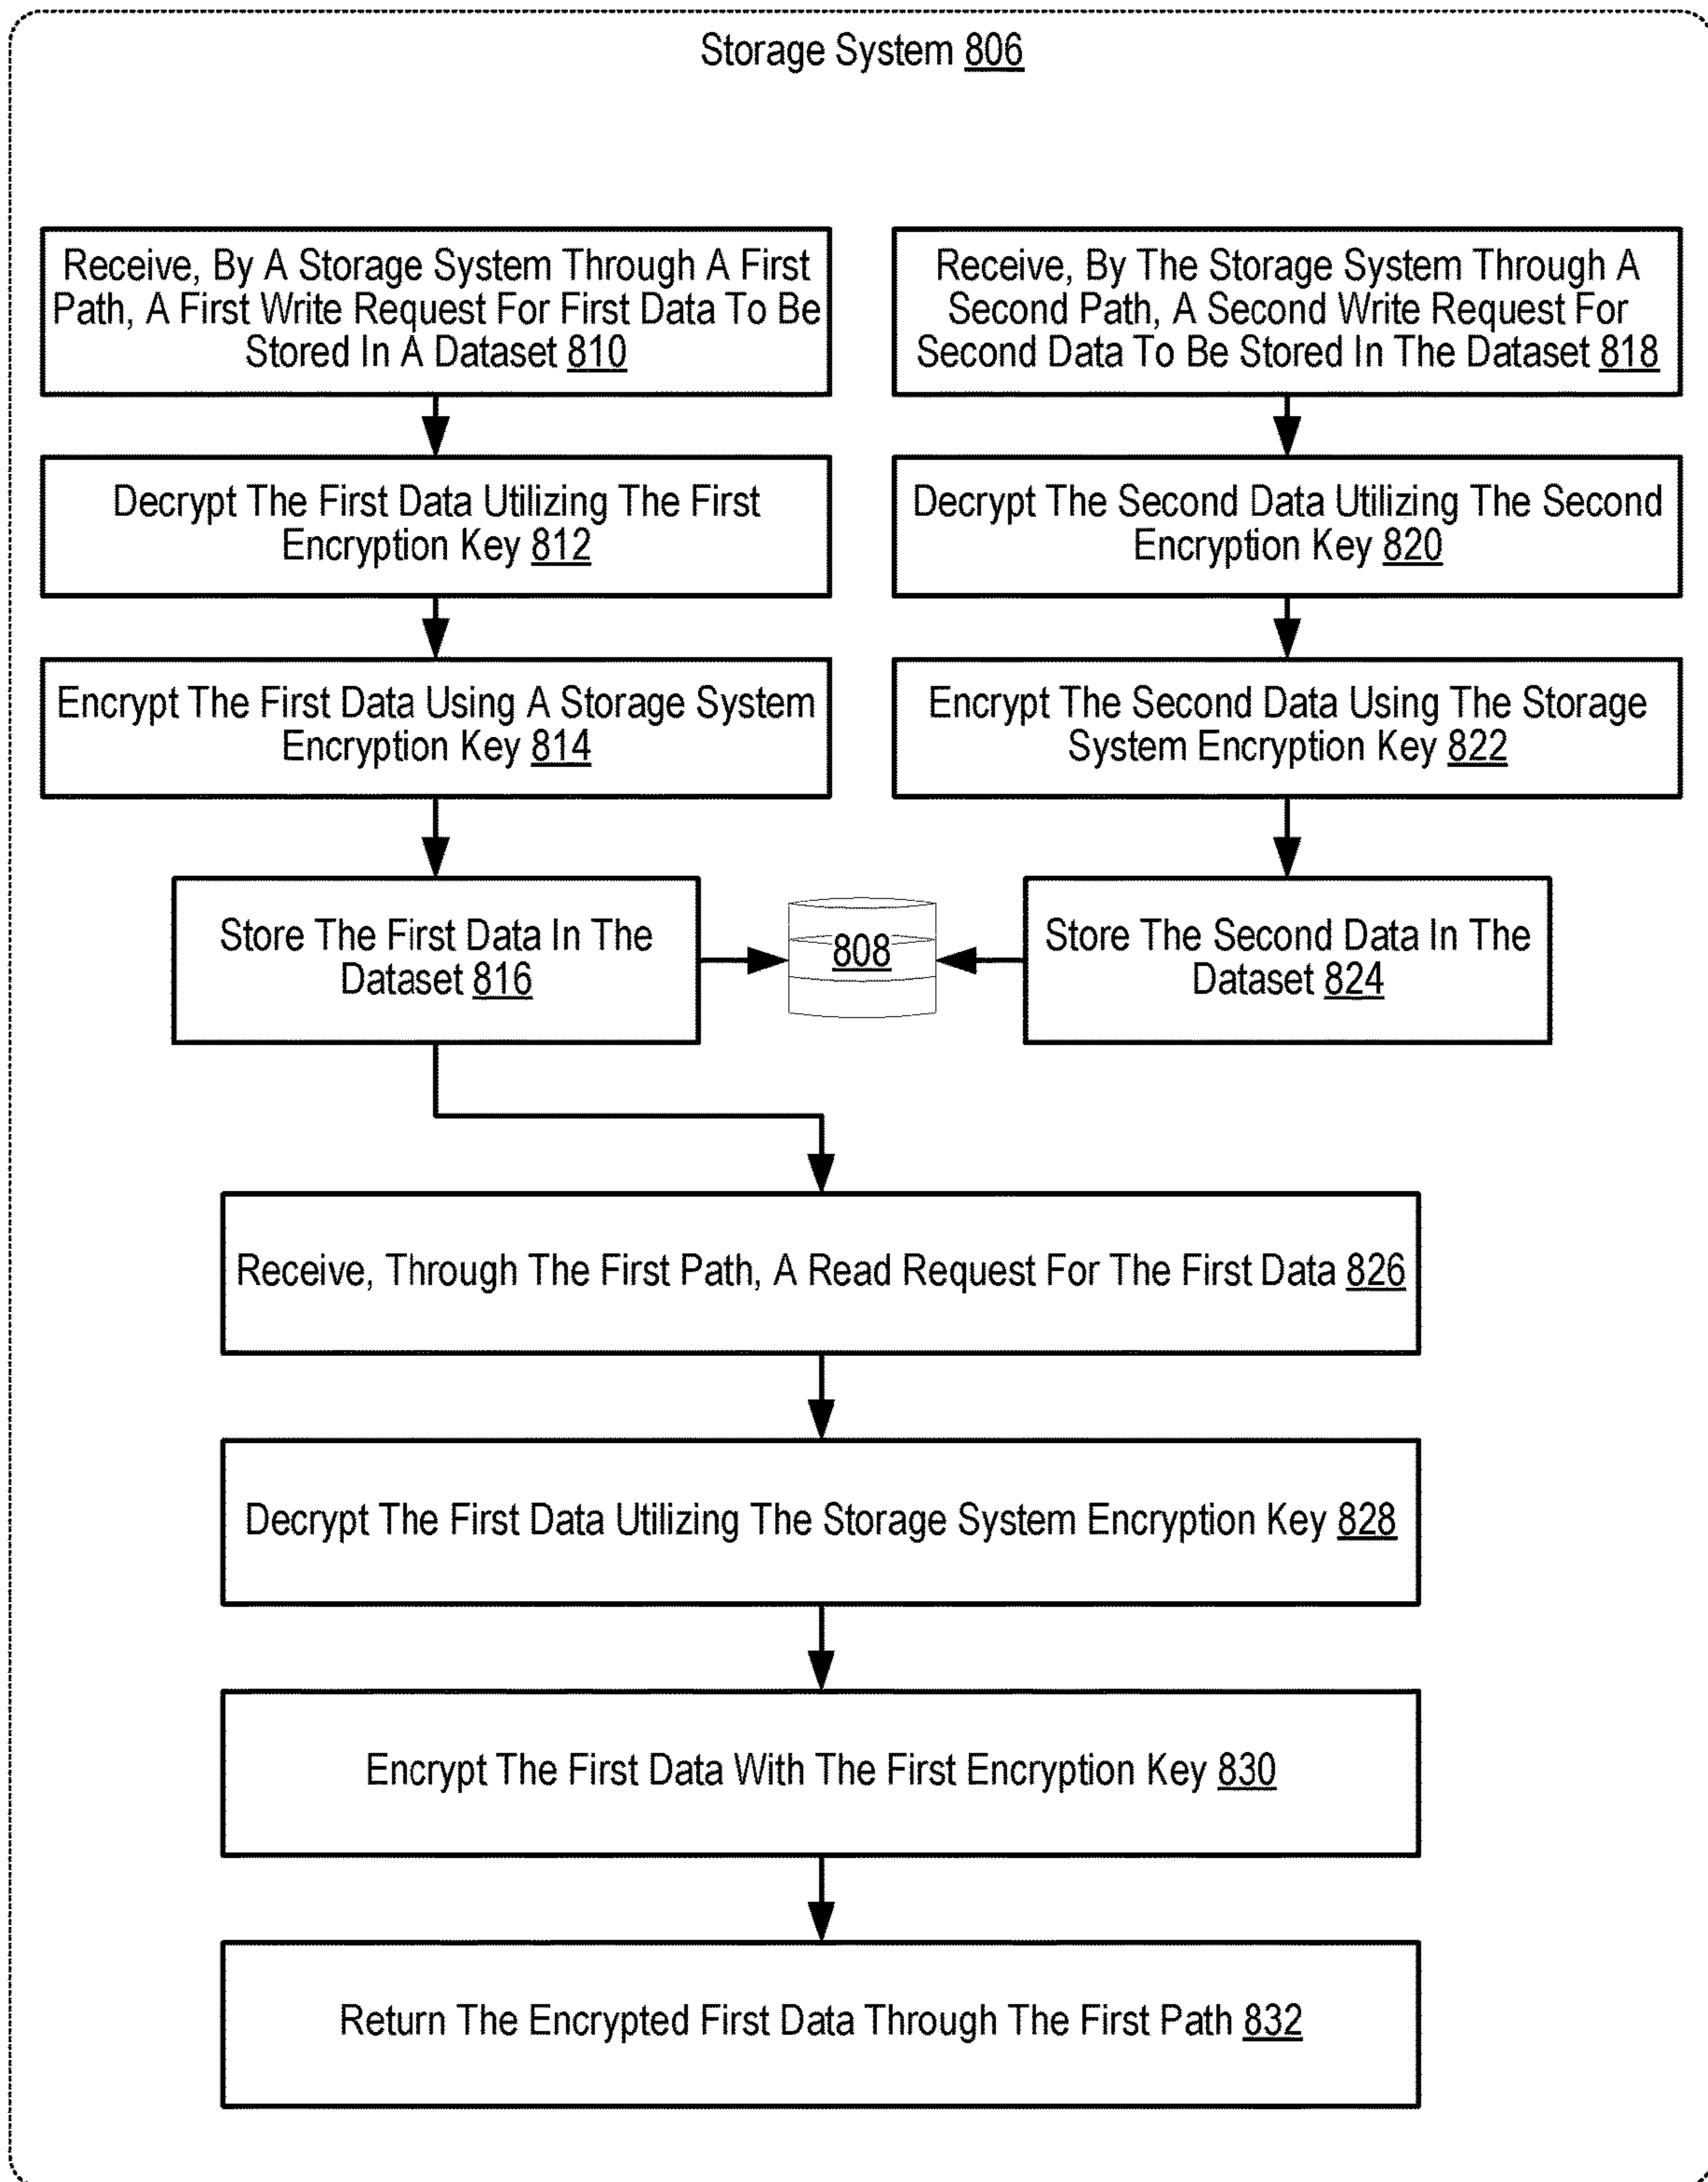 Storage System 806
Receive, By A Storage System Through A First
Path, A First Write Request For First Data To Be
Stored In A Dataset 810
Receive, By The Storage System Through A
Second Path, A Second Write Request For
Second Data To Be Stored In The Dataset 818
Decrypt The First Data Utilizing The First
Encryption Key 812
Decrypt The Second Data Utilizing The Second
Encryption Key 820
Encrypt The First Data Using A Storage System
Encryption Key 814
Encrypt The Second Data Using The Storage
System Encryption Key 822
Store The First Data In The
Dataset 816
808
Store The Second Data In The
Dataset 824
Receive, Through The First Path, A Read Request For The First Data 826
Decrypt The First Data Utilizing The Storage System Encryption Key 828
Encrypt The First Data With The First Encryption Key 830
Return The Encrypted First Data Through The First Path 832